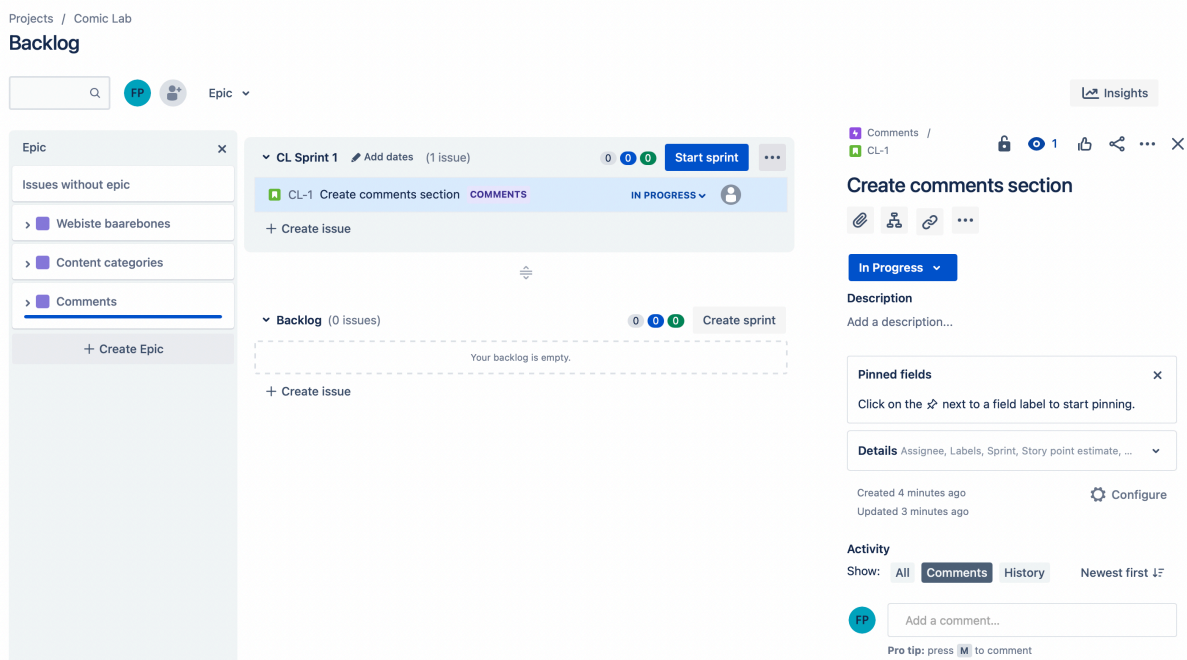 Projects / Comic Lab
Backlog
FP
Epic
Insights
Epic
Issues without epic
Webiste baarebones
Content categories
Comments
+ Create Epic
CL Sprint 1 Add dates (1 issue) 0 0 0 Start sprint
CL-1 Create comments section COMMENTS IN PROGRESS
+ Create issue
Backlog (0 issues) 0 0 0 Create sprint
Your backlog is empty.
+ Create issue
Comments /
CL-1
1
Create comments section
In Progress
Description
Add a description...
Pinned fields
Click on the next to a field label to start pinning.
Details Assignee, Labels, Sprint, Story point estimate, ...
Created 4 minutes ago
Configure
Updated 3 minutes ago
Activity
Show: All Comments History Newest first
FP Add a comment...
Pro tip: press M to comment